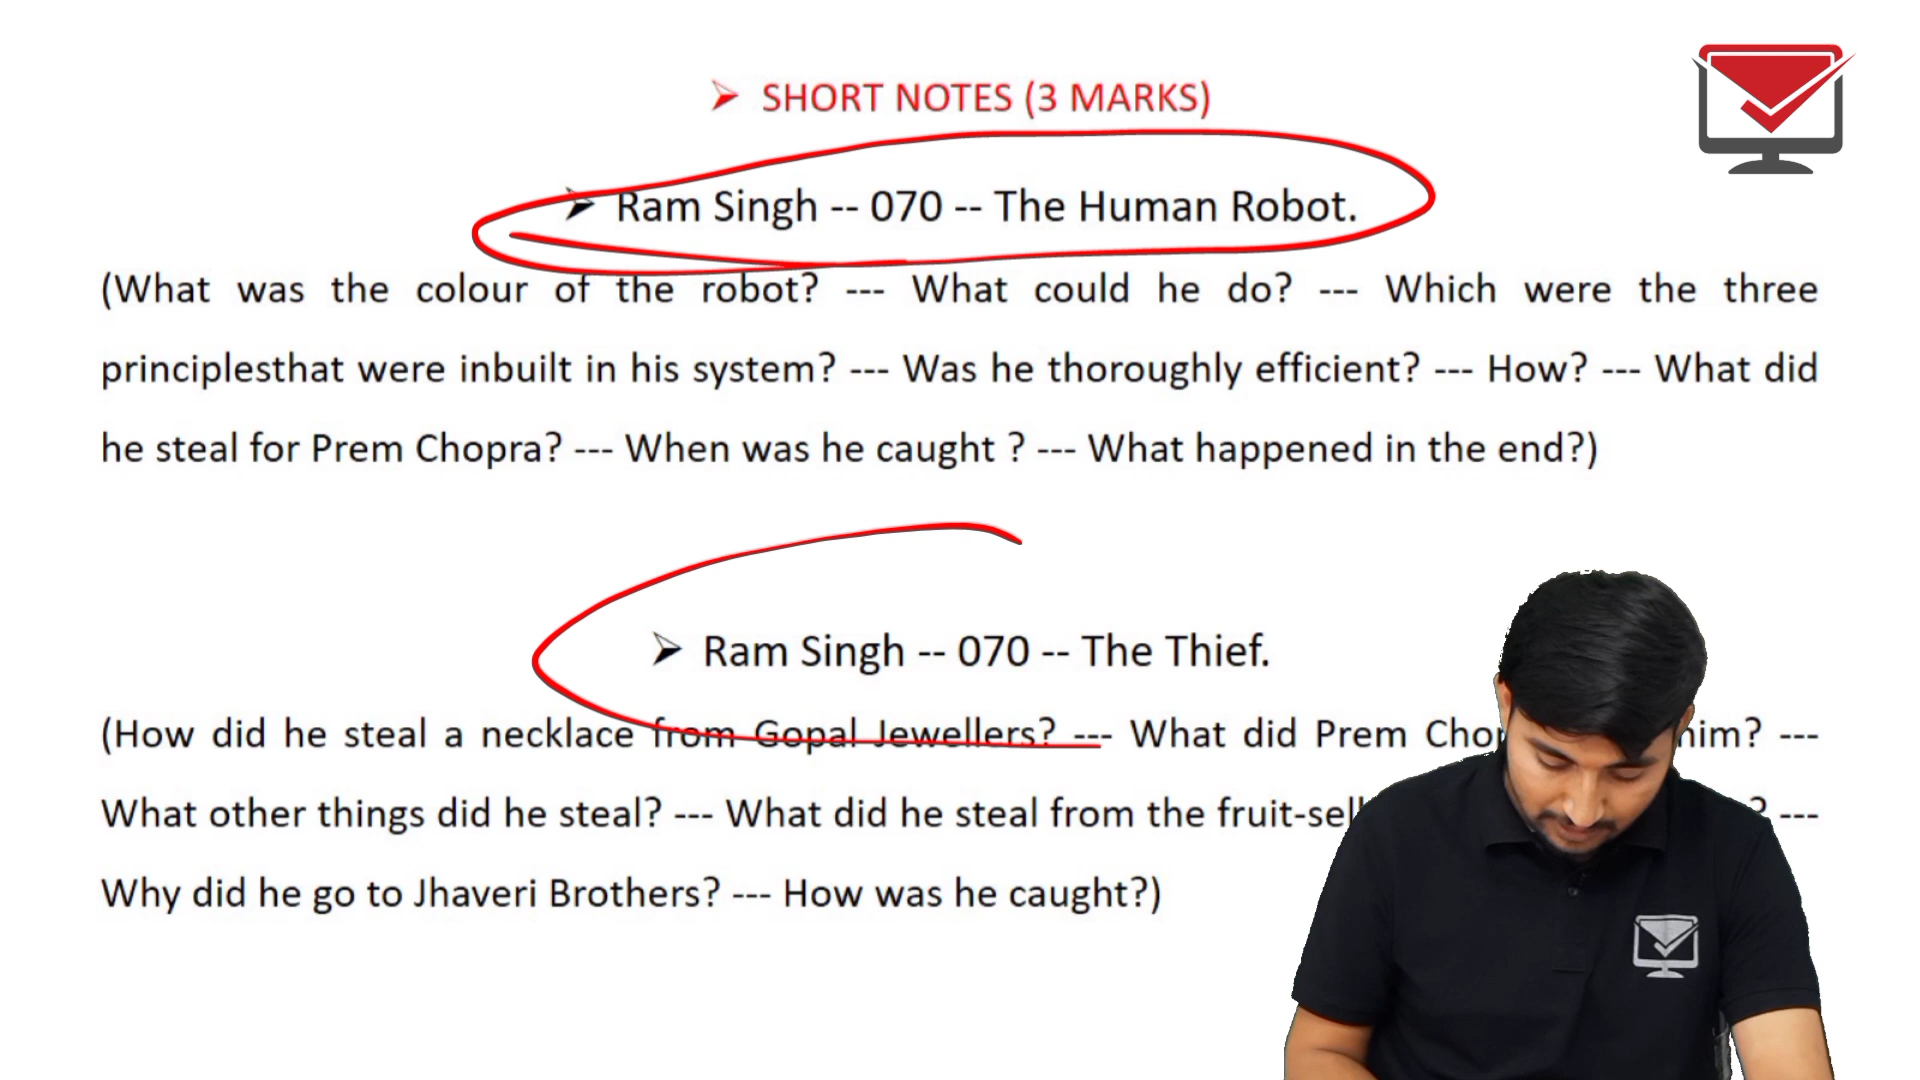 SHORT NOTES (3 MARKS)
Ram Singh -- 070 -- The Human Robot.
(What was the colour of the robot? --- What could he do? --- Which were the three
principlesthat were inbuilt in his system? --- Was he thoroughly efficient? --- How? --- What did
he steal for Prem Chopra? --- When was he caught ? --- What happened in the end?)
Ram Singh -- 070 -- The Thief.
(How did he steal a necklace from Gopal Jewellers? --- What did Prem him? ---
What other things did he steal? --- What did he steal from the ? ---
Why did he go to Jhaveri Brothers? --- How was he caught?)